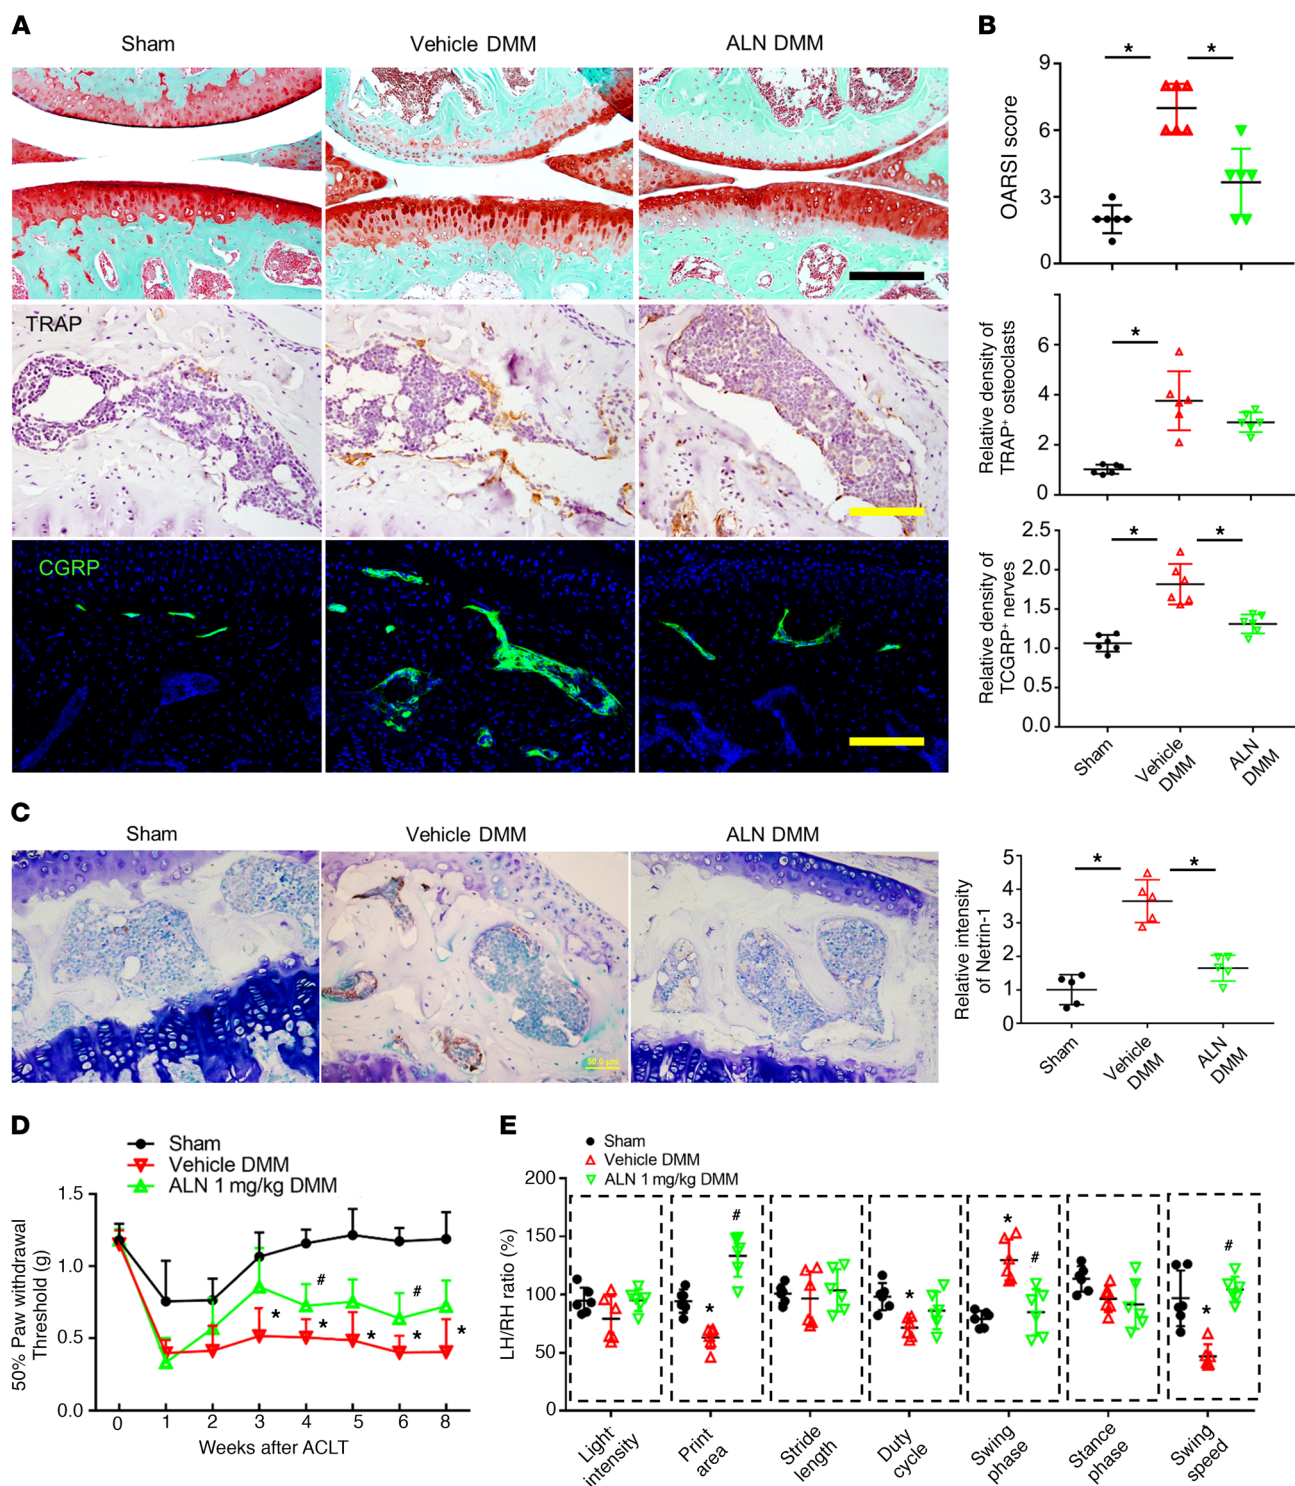 A
Sham
Vehicle DMM
ALN DMM
TRAP
CGRP
B
*
*
9
6
3
0
OARSI score
*
6
4
2
0
Relative density of
TRAP+ osteoclasts
*
*
2.5
2.0
1.5
1.0
0.5
0.0
Relative density of
TCGRP+ nerves
Sham
Vehicle
DMM
ALN
DMM
C
Sham
Vehicle DMM
ALN DMM
50.0 µm
*
*
5
4
3
2
1
0
Relative intensity
of Netrin-1
Sham
Vehicle
DMM
ALN
DMM
D
Sham
Vehicle DMM
ALN 1 mg/kg DMM
1.5
1.0
0.5
0.0
50% Paw withdrawal
Threshold (g)
# #
* * * * *
0 1 2 3 4 5 6 8
Weeks after ACLT
E
Sham
Vehicle DMM
ALN 1 mg/kg DMM
200
150
100
50
0
LH/RH ratio (%)
* # * * # * #
Light
intensity
Print
area
Stride
length
Duty
cycle
Swing
phase
Stance
phase
Swing
speed